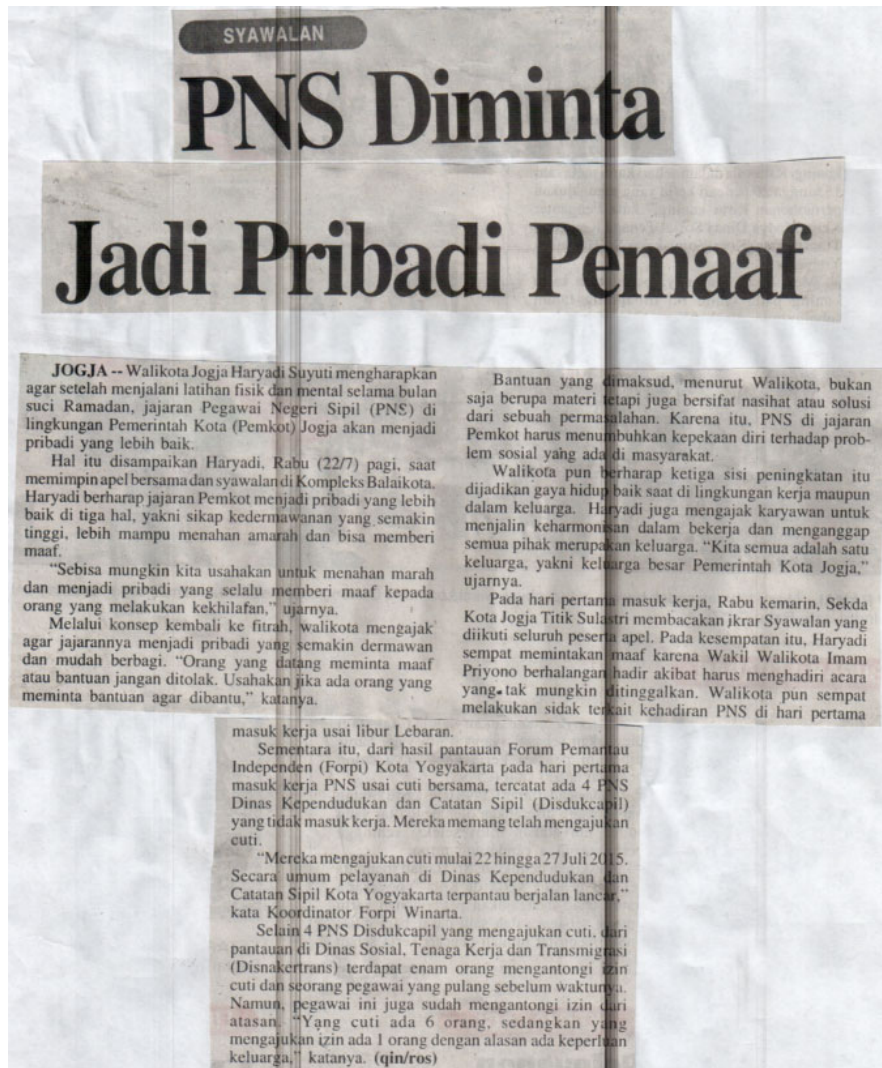 SYAWALAN
PNS Diminta
Jadi Pribadi Pemaaf
JOGJA -- Walikota Jogja Haryadi Suyuti mengharapkan
agar setelah menjalani latihan fisik dan mental selama bulan
suci Ramadan, jajaran Pegawai Negeri Sipil (PNS) di
lingkungan Pemerintah Kota (Pemkot) Jogja akan menjadi
pribadi yang lebih baik.
Hal itu disampaikan Haryadi, Rabu (22/7) pagi, saat
memimpin apel bersama dan syawalan di Kompleks Balaikota.
Haryadi berharap jajaran Pemkot menjadi pribadi yang lebih
baik di tiga hal, yakni sikap kedermawanan yang semakin
tinggi, lebih mampu menahan amarah dan bisa memberi
maaf.
“Sebisa mungkin kita usahakan untuk menahan marah
dan menjadi pribadi yang selalu memberi maaf kepada
orang yang melakukan kekhilafan,” ujarnya.
Melalui konsep kembali ke fitrah, walikota mengajak
agar jajarannya menjadi pribadi yang semakin dermawan
dan mudah berbagi. “Orang yang datang meminta maaf
atau bantuan jangan ditolak. Usahakan jika ada orang yang
meminta bantuan agar dibantu,” katanya.
Bantuan yang dimaksud, menurut Walikota, bukan
saja berupa materi tetapi juga bersifat nasihat atau solusi
dari sebuah permasalahan. Karena itu, PNS di jajaran
Pemkot harus menumbuhkan kepekaan diri terhadap prob-
lem sosial yang ada di masyarakat.
Walikota pun berharap ketiga sisi peningkatan itu
dijadikan gaya hidup baik saat di lingkungan kerja maupun
dalam keluarga. Haryadi juga mengajak karyawan untuk
menjalin keharmonisan dalam bekerja dan menganggap
semua pihak merupakan keluarga. “Kita semua adalah satu
keluarga, yakni keluarga besar Pemerintah Kota Jogja,”
ujarnya.
Pada hari pertama masuk kerja, Rabu kemarin, Sekda
Kota Jogja Titik Sulastri membacakan jkrar Syawalan yang
diikuti seluruh peserta apel. Pada kesempatan itu, Haryadi
sempat memintakan maaf karena Wakil Walikota Imam
Priyono berhalangan hadir akibat harus menghadiri acara
yang tak mungkin ditinggalkan. Walikota pun sempat
melakukan sidak terkait kehadiran PNS di hari pertama
masuk kerja usai libur Lebaran.
Sementara itu, dari hasil pantauan Forum Pemantau
Independen (Forpi) Kota Yogyakarta pada hari pertama
masuk kerja PNS usai cuti bersama, tercatat ada 4 PNS
Dinas Kependudukan dan Catatan Sipil (Disdukcapil)
yang tidak masuk kerja. Mereka memang telah mengajukan
cuti.
“Mereka mengajukan cuti mulai 22 hingga 27 Juli 2015.
Secara umum pelayanan di Dinas Kependudukan dan
Catatan Sipil Kota Yogyakarta terpantau berjalan lancar,”
kata Koordinator Forpi Winarta.
Selain 4 PNS Disdukcapil yang mengajukan cuti, dari
pantauan di Dinas Sosial, Tenaga Kerja dan Transmigrasi
(Disnakertrans) terdapat enam orang mengantongi izin
cuti dan seorang pegawai yang pulang sebelum waktunya.
Namun, pegawai ini juga sudah mengantongi izin dari
atasan. “Yang cuti ada 6 orang, sedangkan yang
mengajukan izin ada 1 orang dengan alasan ada keperluan
keluarga,” katanya. (qin/ros)